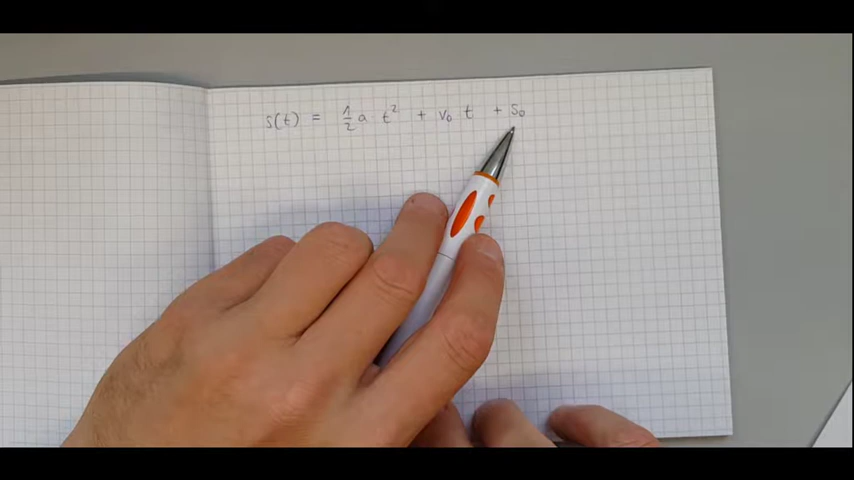 s(t) = 1/2 a t² + v₀ t + s₀